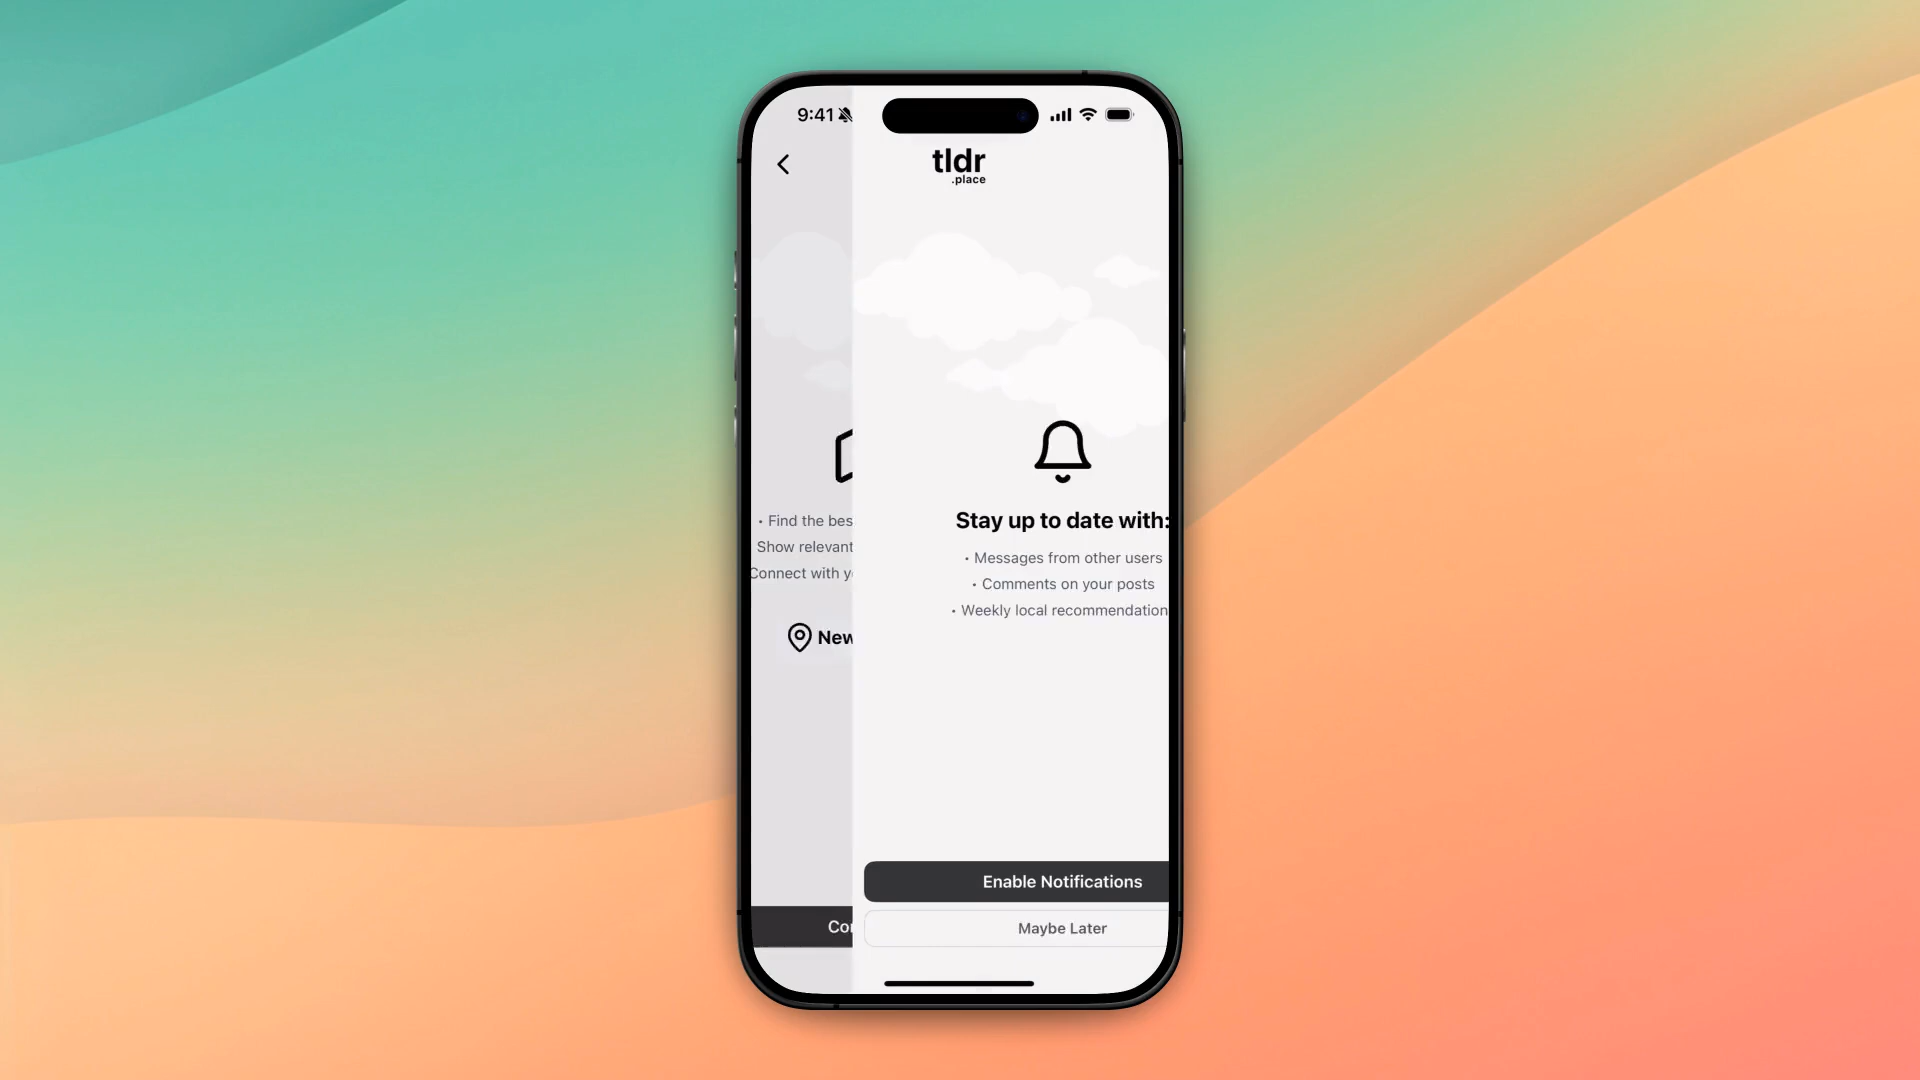 9:41
tldr
.place
• Find the bes
Show relevant
Connect with y
New
Stay up to date with:
• Messages from other users
• Comments on your posts
• Weekly local recommendation
Enable Notifications
Maybe Later